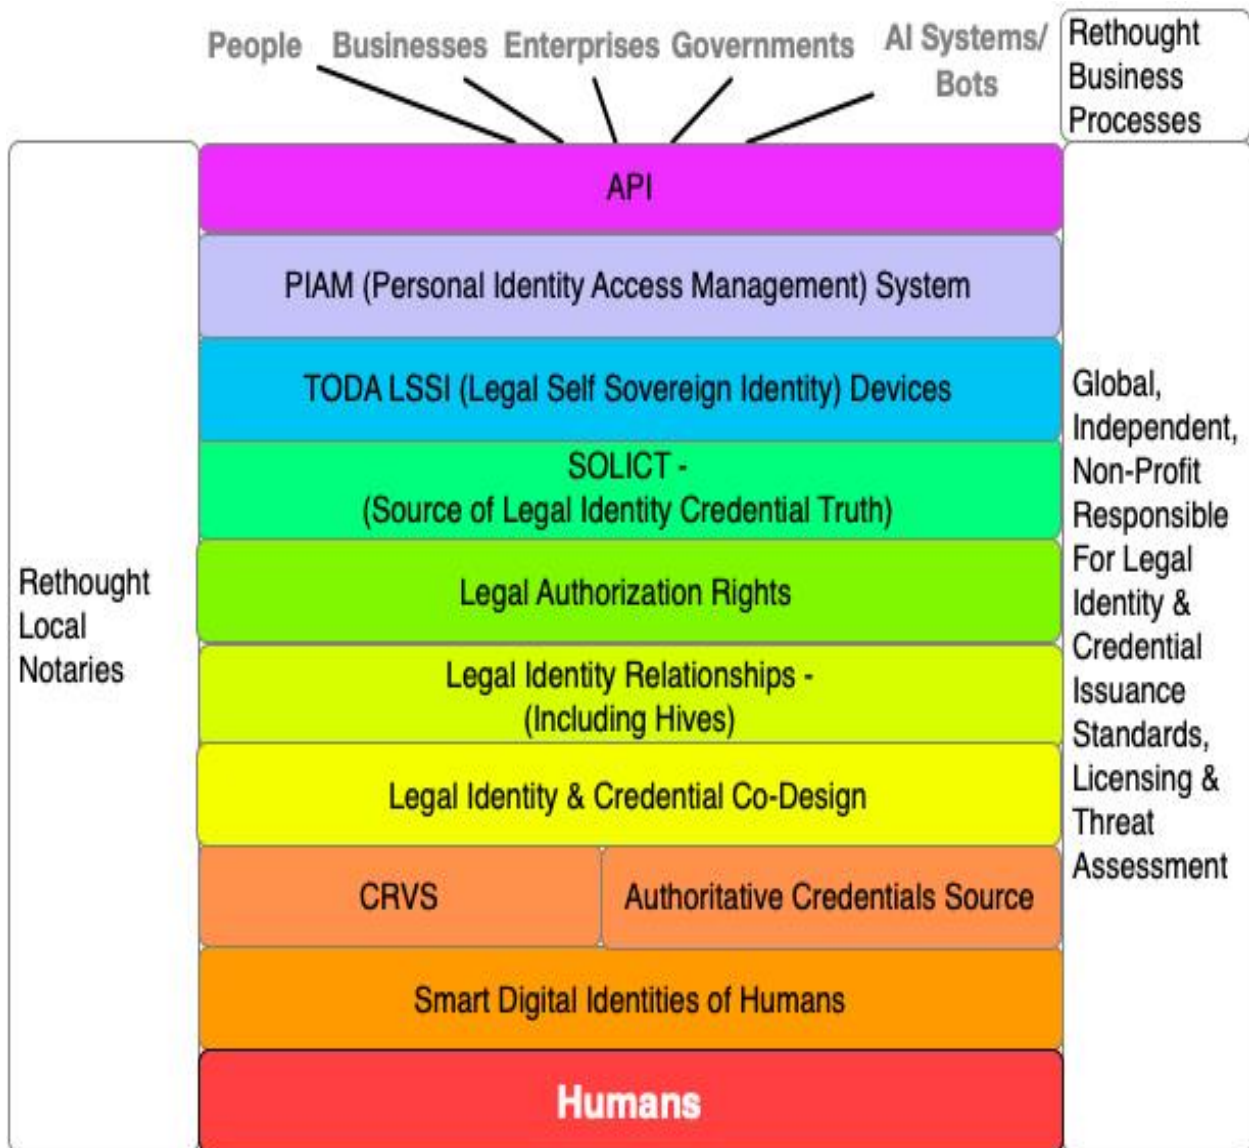 People Businesses Enterprises Governments AI Systems/
Bots
Rethought
Business
Processes
API
PIAM (Personal Identity Access Management) System
TODA LSSI (Legal Self Sovereign Identity) Devices
SOLICT -
(Source of Legal Identity Credential Truth)
Legal Authorization Rights
Legal Identity Relationships -
(Including Hives)
Legal Identity & Credential Co-Design
CRVS
Authoritative Credentials Source
Smart Digital Identities of Humans
Humans
Rethought
Local
Notaries
Global,
Independent,
Non-Profit
Responsible
For Legal
Identity &
Credential
Issuance
Standards,
Licensing &
Threat
Assessment